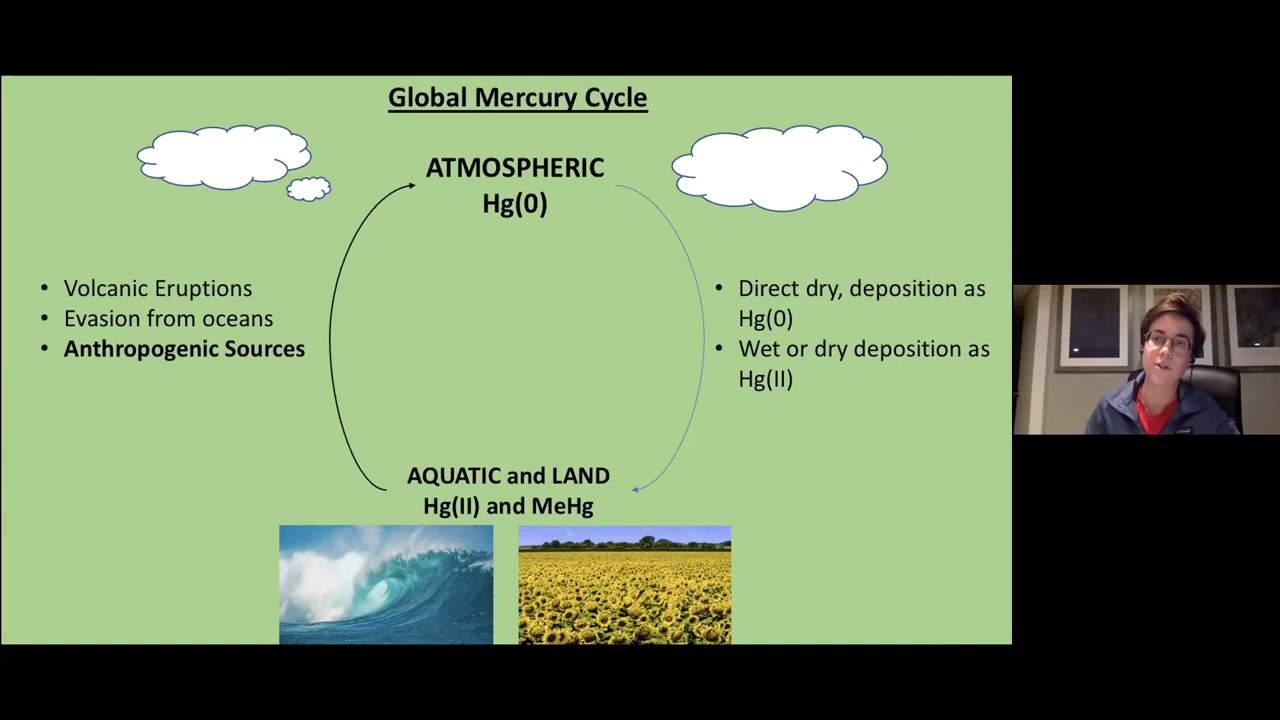 Global Mercury Cycle
ATMOSPHERIC
Hg(0)
• Volcanic Eruptions
• Evasion from oceans
• Anthropogenic Sources
• Direct dry, deposition as
Hg(0)
• Wet or dry deposition as
Hg(II)
AQUATIC and LAND
Hg(II) and MeHg